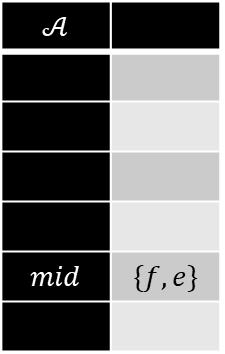 𝒜
mid {f, e}